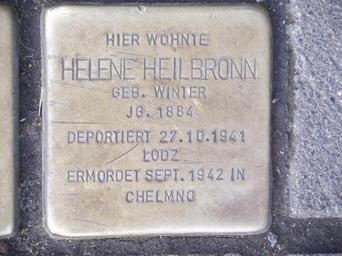 HIER WOHNTE
HELENE HEILBRONN
GEB. WINTER
JG. 1884
DEPORTIERT 27.10.1941
LODZ
ERMORDET SEPT. 1942 IN
CHELMNO